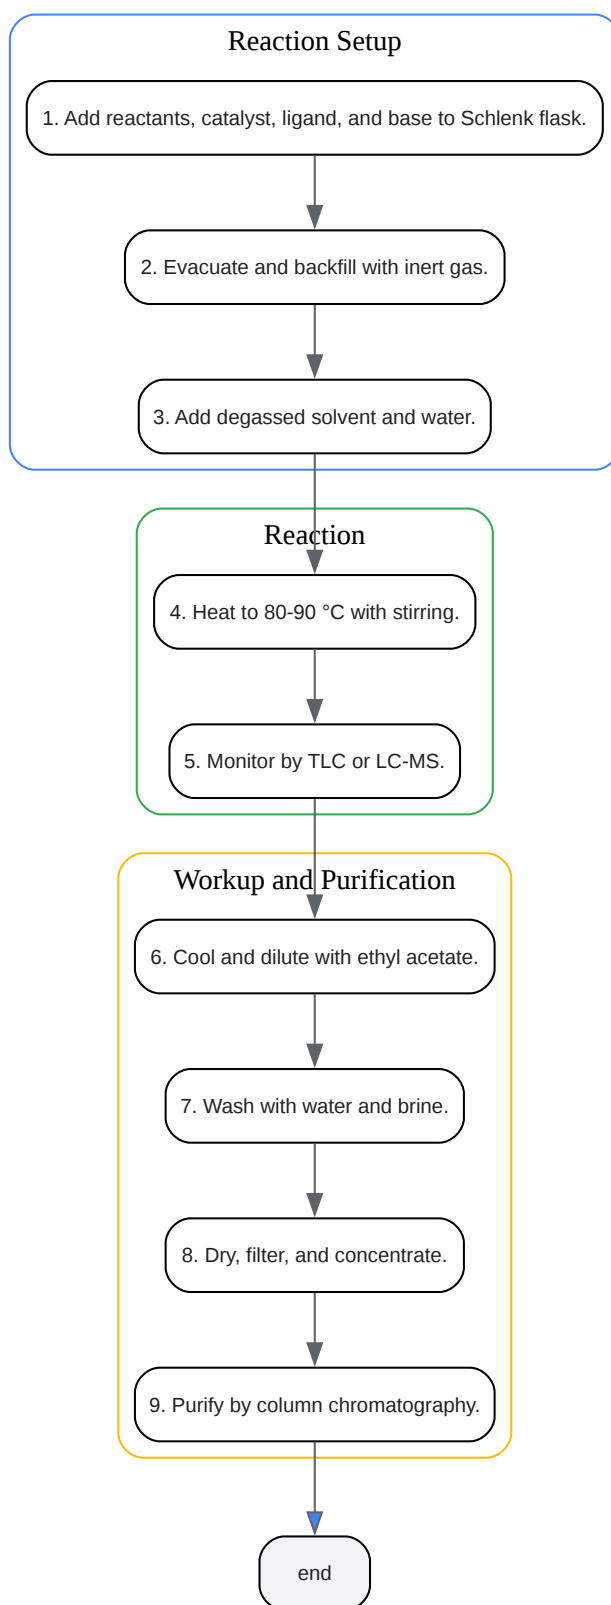 Reaction Setup
1. Add reactants, catalyst, ligand, and base to Schlenk flask.
2. Evacuate and backfill with inert gas.
3. Add degassed solvent and water.
Reaction
4. Heat to 80-90 °C with stirring.
5. Monitor by TLC or LC-MS.
Workup and Purification
6. Cool and dilute with ethyl acetate.
7. Wash with water and brine.
8. Dry, filter, and concentrate.
9. Purify by column chromatography.
end